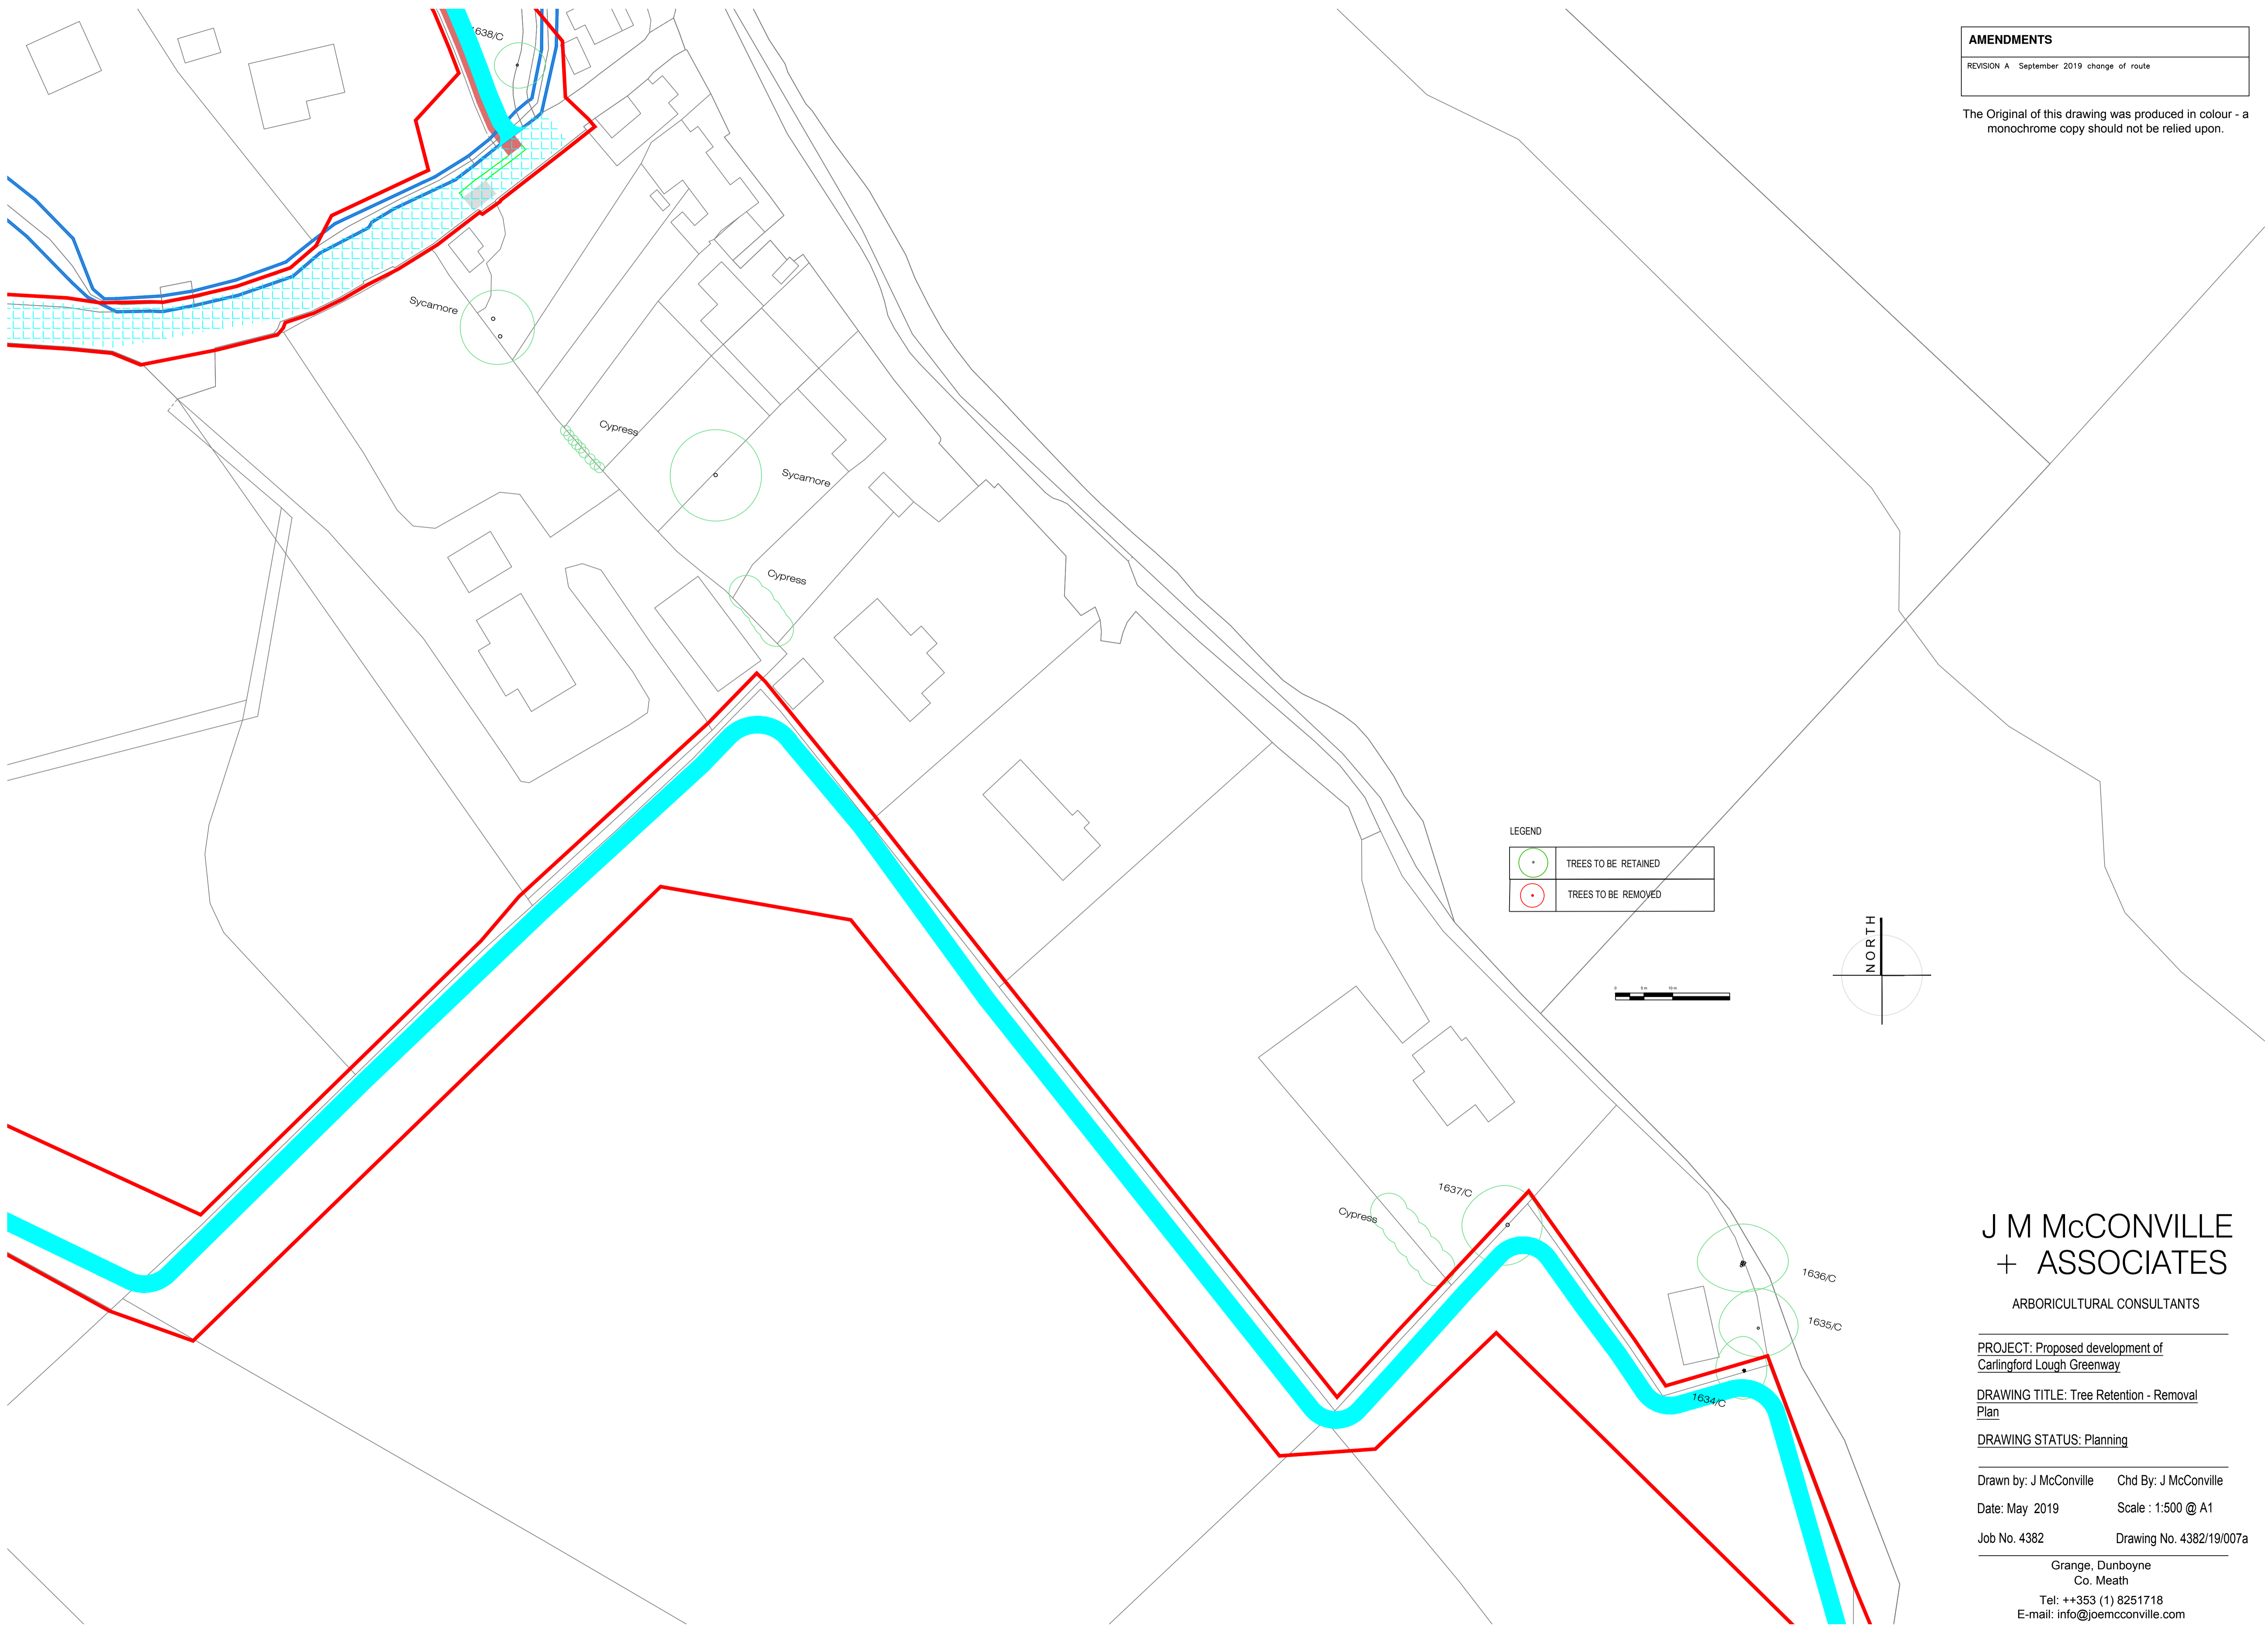 AMENDMENTS
REVISION A September 2019 change of route
The Original of this drawing was produced in colour - a
monochrome copy should not be relied upon.
1638/C
Sycamore
Cypress
Sycamore
Cypress
LEGEND
TREES TO BE RETAINED
TREES TO BE REMOVED
NORTH
0 5 m 10 m
1637/C
Cypress
1636/C
1635/C
1634/C
J M McCONVILLE
+ ASSOCIATES
ARBORICULTURAL CONSULTANTS
PROJECT: Proposed development of
Carlingford Lough Greenway
DRAWING TITLE: Tree Retention - Removal
Plan
DRAWING STATUS: Planning
Drawn by: J McConville Chd By: J McConville
Date: May 2019 Scale : 1:500 @ A1
Job No. 4382 Drawing No. 4382/19/007a
Grange, Dunboyne
Co. Meath
Tel: ++353 (1) 8251718
E-mail: info@joemcconville.com